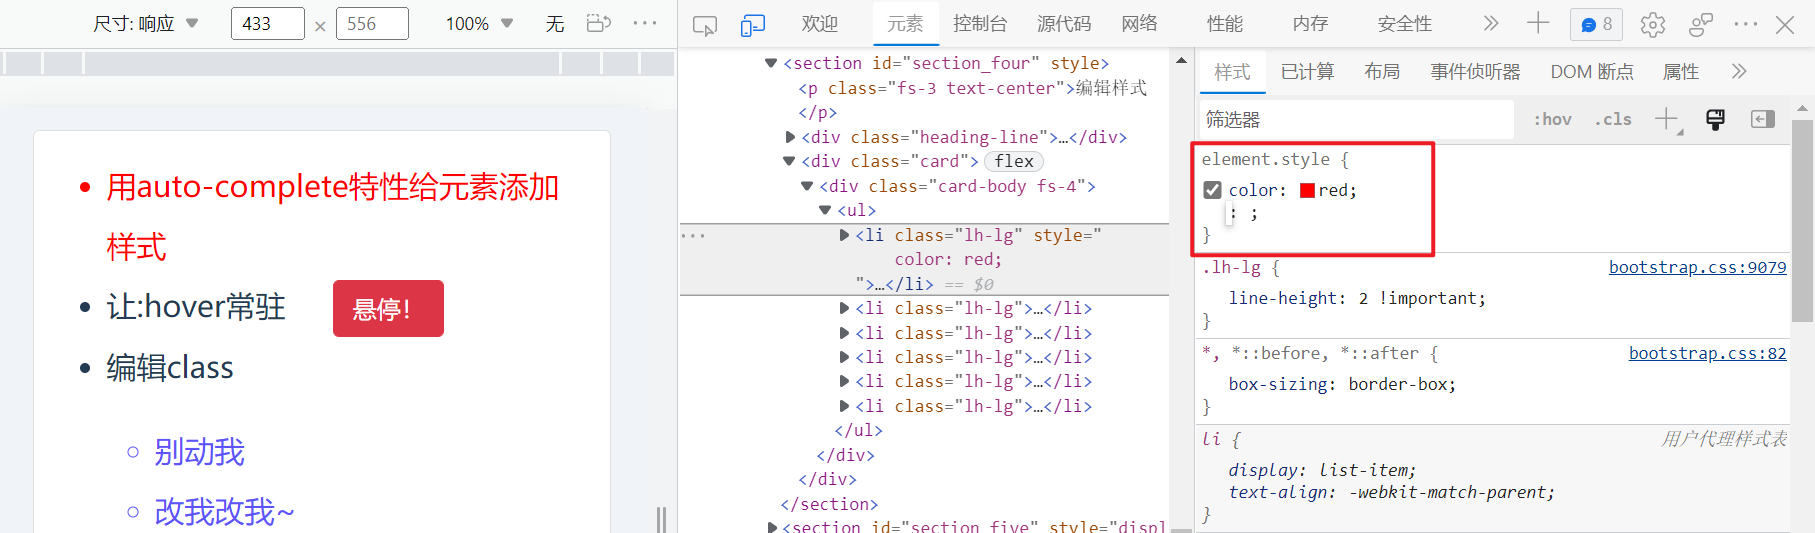 尺寸: 响应 433 × 556 100% 无
欢迎 元素 控制台 源代码 网络 性能 内存 安全性 8
用auto-complete特性给元素添加
样式
让:hover常驻 悬停!
编辑class
别动我
改我改我~
<section id="section_four" style>
<p class="fs-3 text-center">编辑样式
</p>
<div class="heading-line">…</div>
<div class="card"> flex
<div class="card-body fs-4">
<ul>
<li class="lh-lg" style="
color: red;
">…</li> == $0
<li class="lh-lg">…</li>
<li class="lh-lg">…</li>
<li class="lh-lg">…</li>
<li class="lh-lg">…</li>
<li class="lh-lg">…</li>
</ul>
</div>
</div>
</section>
<section id="section_five" style="displ
样式 已计算 布局 事件侦听器 DOM 断点 属性
筛选器 :hov .cls
element.style {
color: red;
: ;
}
.lh-lg { bootstrap.css:9079
line-height: 2 !important;
}
*, *::before, *::after { bootstrap.css:82
box-sizing: border-box;
}
li { 用户代理样式表
display: list-item;
text-align: -webkit-match-parent;
}